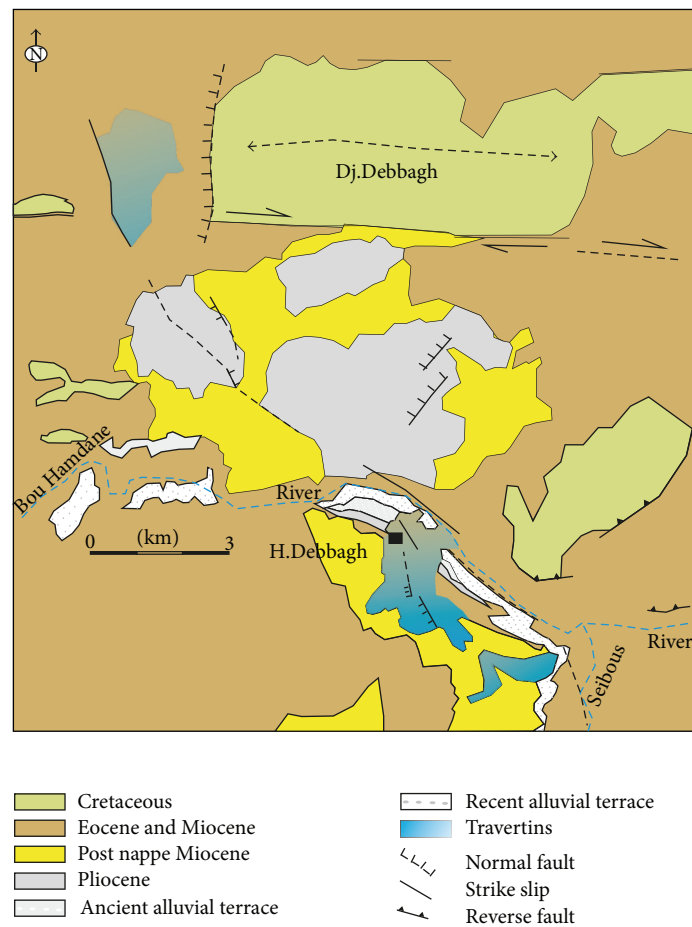 N
Dj.Debbagh
Bou Hamdane
River
0 (km) 3
H.Debbagh
River
Seibous
Cretaceous
Eocene and Miocene
Post nappe Miocene
Pliocene
Ancient alluvial terrace
Recent alluvial terrace
Travertins
Normal fault
Strike slip
Reverse fault